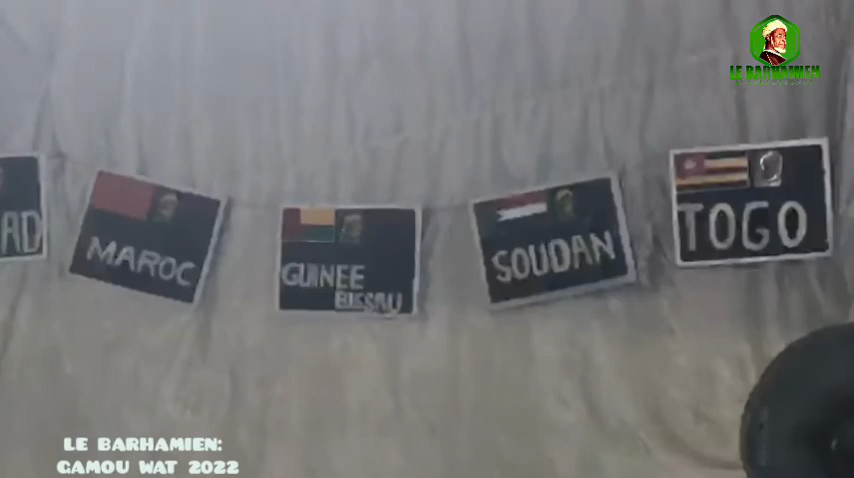 LE BARHAMIEN
AD
MAROC
GUINEE
BISSAU
SOUDAN
TOGO
LE BARHAMIEN:
GAMOU WAT 2022